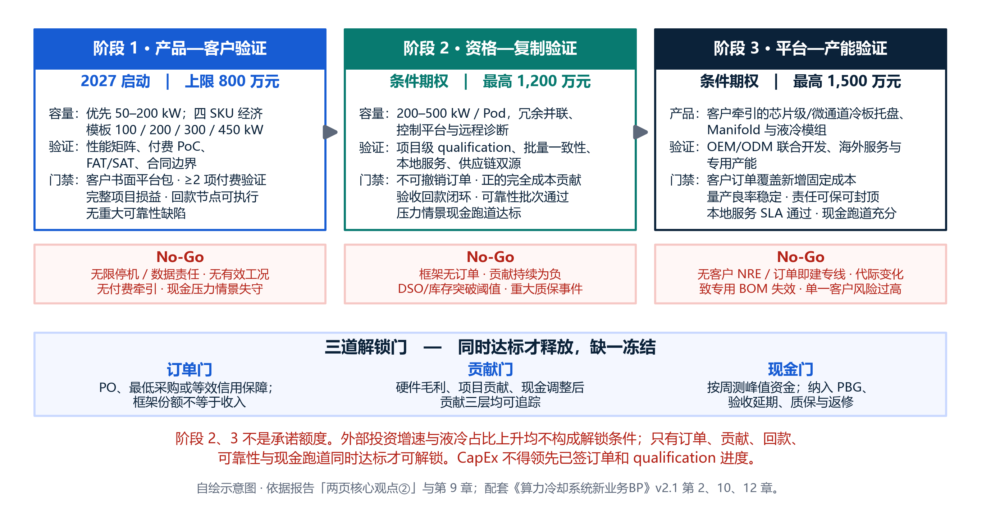 阶段 1 • 产品—客户验证
2027 启动 | 上限 800 万元
容量：优先 50–200 kW；四 SKU 经济
模板 100 / 200 / 300 / 450 kW
验证：性能矩阵、付费 PoC、
FAT/SAT、合同边界
门禁：客户书面平台包 · ≥2 项付费验证
完整项目损益 · 回款节点可执行
无重大可靠性缺陷
阶段 2 • 资格—复制验证
条件期权 | 最高 1,200 万元
容量：200–500 kW / Pod，冗余并联、
控制平台与远程诊断
验证：项目级 qualification、批量一致性、
本地服务、供应链双源
门禁：不可撤销订单 · 正的完全成本贡献
验收回款闭环 · 可靠性批次通过
压力情景现金跑道达标
阶段 3 • 平台—产能验证
条件期权 | 最高 1,500 万元
产品：客户牵引的芯片级/微通道冷板托盘、
Manifold 与液冷模组
验证：OEM/ODM 联合开发、海外服务与
专用产能
门禁：客户订单覆盖新增固定成本
量产良率稳定 · 责任可保可封顶
本地服务 SLA 通过 · 现金跑道充分
No-Go
无限停机 / 数据责任 · 无有效工况
无付费牵引 · 现金压力情景失守
No-Go
框架无订单 · 贡献持续为负
DSO/库存突破阈值 · 重大质保事件
No-Go
无客户 NRE / 订单即建专线 · 代际变化
致专用 BOM 失效 · 单一客户风险过高
三道解锁门 — 同时达标才释放，缺一冻结
订单门
PO、最低采购或等效信用保障；
框架份额不等于收入
贡献门
硬件毛利、项目贡献、现金调整后
贡献三层均可追踪
现金门
按周测峰值资金；纳入 PBG、
验收延期、质保与返修
阶段 2、3 不是承诺额度。外部投资增速与液冷占比上升均不构成解锁条件；只有订单、贡献、回款、
可靠性与现金跑道同时达标才可解锁。CapEx 不得领先已签订单和 qualification 进度。
自绘示意图 · 依据报告「两页核心观点②」与第 9 章；配套《算力冷却系统新业务BP》v2.1 第 2、10、12 章。